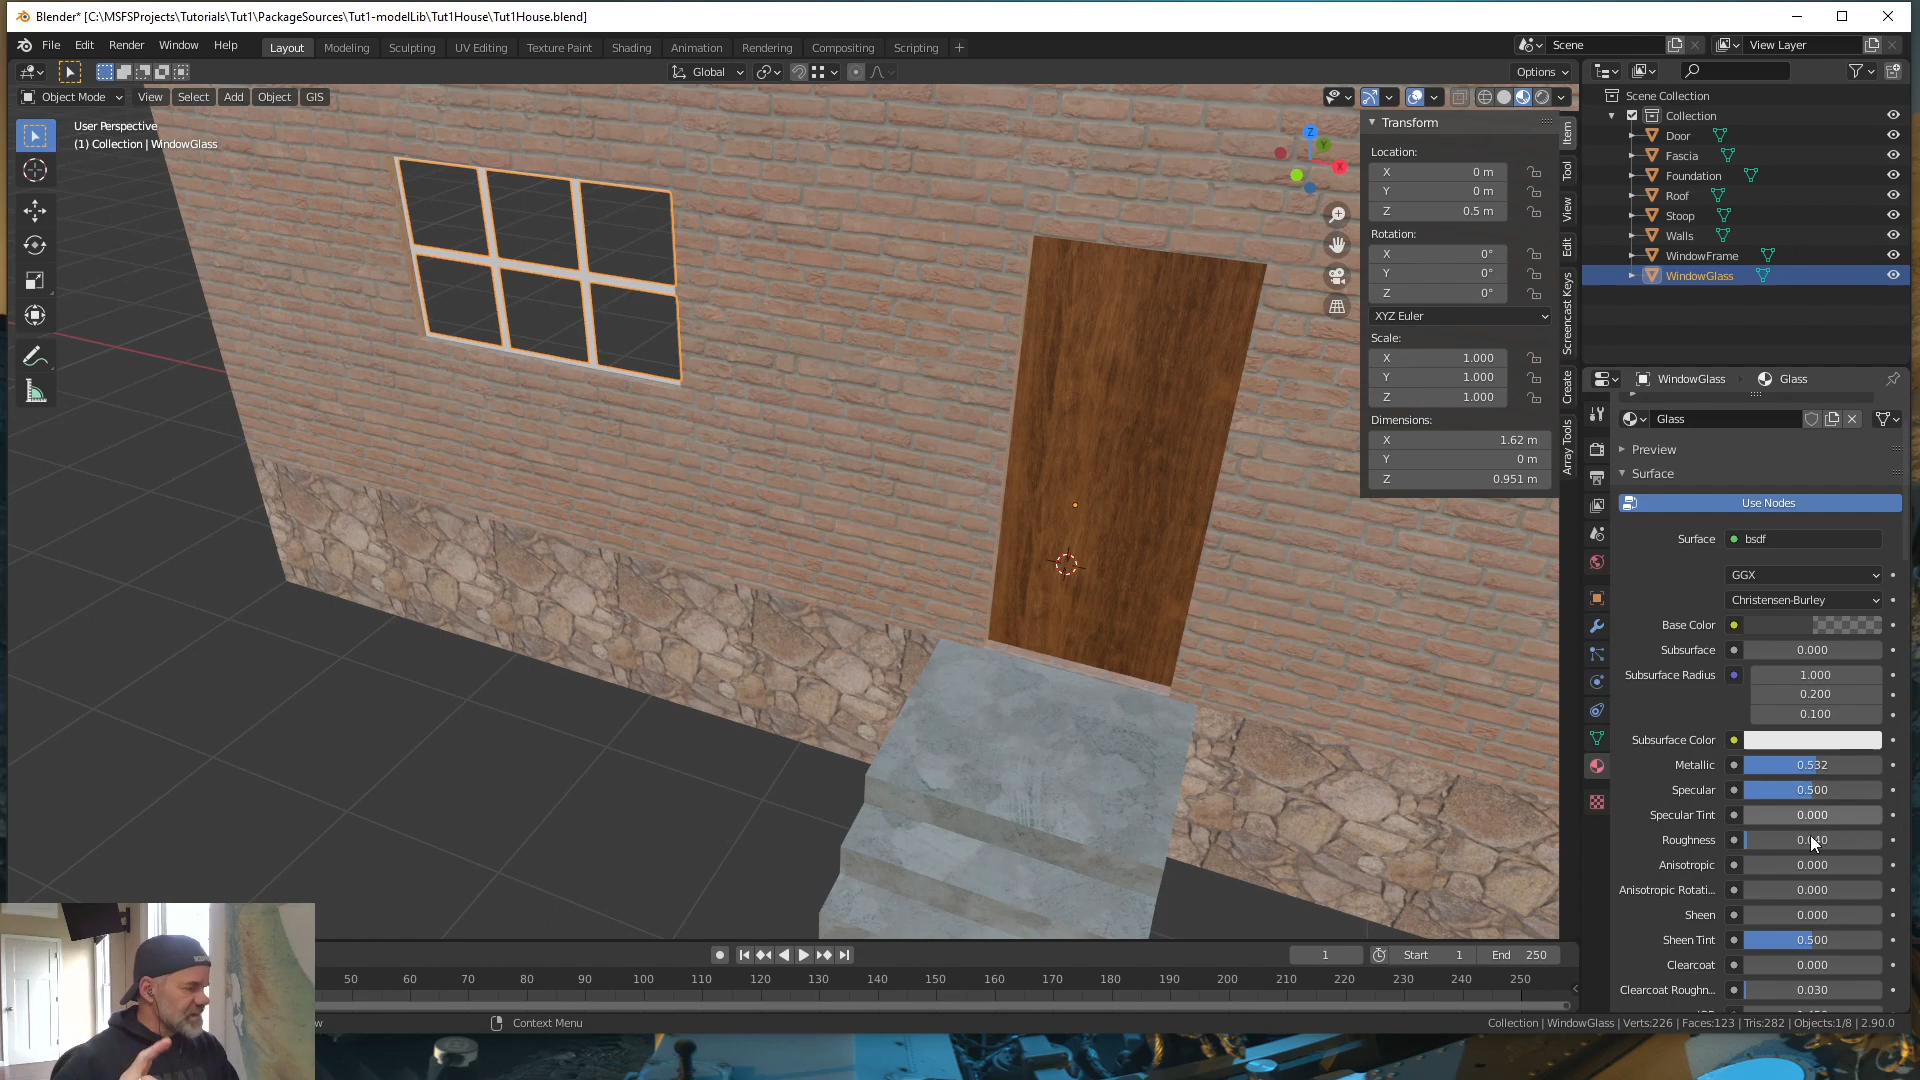 Blender* [C:\MSFSProjects\Tutorials\Tut1\PackageSources\Tut1-modelLib\Tut1House\Tut1House.blend]
File Edit Render Window Help Layout Modeling Sculpting UV Editing Texture Paint Shading Animation Rendering Compositing Scripting + Scene View Layer
Global Options
Object Mode View Select Add Object GIS
User Perspective
(1) Collection | WindowGlass
Z
Y
X
Transform
Location:
X 0 m
Y 0 m
Z 0.5 m
Rotation:
X 0°
Y 0°
Z 0°
XYZ Euler
Scale:
X 1.000
Y 1.000
Z 1.000
Dimensions:
X 1.62 m
Y 0 m
Z 0.951 m
Item
Tool
View
Edit
Screencast Keys
Create
Array Tools
Scene Collection
Collection
Door
Fascia
Foundation
Roof
Stoop
Walls
WindowFrame
WindowGlass
WindowGlass Glass
Glass
Preview
Surface
Use Nodes
Surface bsdf
GGX
Christensen-Burley
Base Color
Subsurface 0.000
Subsurface Radius 1.000
0.200
0.100
Subsurface Color
Metallic 0.532
Specular 0.500
Specular Tint 0.000
Roughness
Anisotropic 0.000
Anisotropic Rotati... 0.000
Sheen 0.000
Sheen Tint 0.500
Clearcoat 0.000
Clearcoat Roughn... 0.030
1 Start 1 End 250
50 60 70 80 90 100 110 120 130 140 150 160 170 180 190 200 210 220 230 240 250
Context Menu
Collection | WindowGlass | Verts:226 | Faces:123 | Tris:282 | Objects:1/8 | 2.90.0